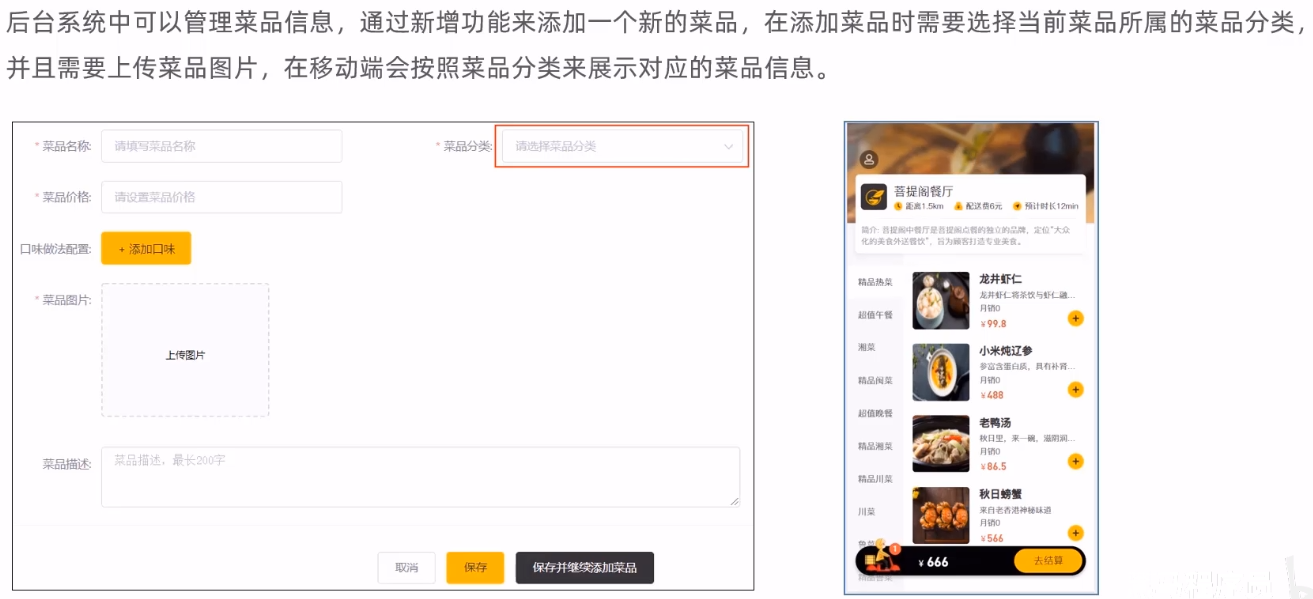 后台系统中可以管理菜品信息，通过新增功能来添加一个新的菜品，在添加菜品时需要选择当前菜品所属的菜品分类，
并且需要上传菜品图片，在移动端会按照菜品分类来展示对应的菜品信息。
* 菜品名称: 请填写菜品名称
* 菜品分类: 请选择菜品分类
* 菜品价格: 请设置菜品价格
口味做法配置: + 添加口味
* 菜品图片:
上传图片
菜品描述: 菜品描述，最长200字
取消 保存 保存并继续添加菜品
菩提阁餐厅
距离1.5km 配送费6元 预计时长12min
简介: 菩提阁中餐厅是菩提阁点餐的独立的品牌，定位“大众
化的美食外送餐饮”，旨为顾客打造专业美食。
精品热菜
超值午餐
湘菜
精品闽菜
超值晚餐
精品湘菜
精品川菜
川菜
龙井虾仁
龙井虾仁将茶饮与虾仁融...
月销0
¥99.8
小米炖辽参
参富含蛋白质，具有补肾...
月销0
¥488
老鸭汤
秋日里，来一碗，滋阴润...
月销0
¥86.5
秋日螃蟹
来自老香港神秘味道
月销0
¥566
1
¥ 666
去结算